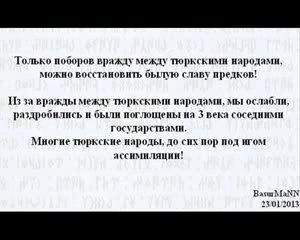 Только поборов вражду между тюркскими народами,
можно восстановить былую славу предков!
Из за вражды между тюркскими народами, мы ослабли,
раздробились и были поглощены на 3 века соседними
государствами.
Многие тюркские народы, до сих пор под игом
ассимиляции!
BasurMaNN
23/01/2013